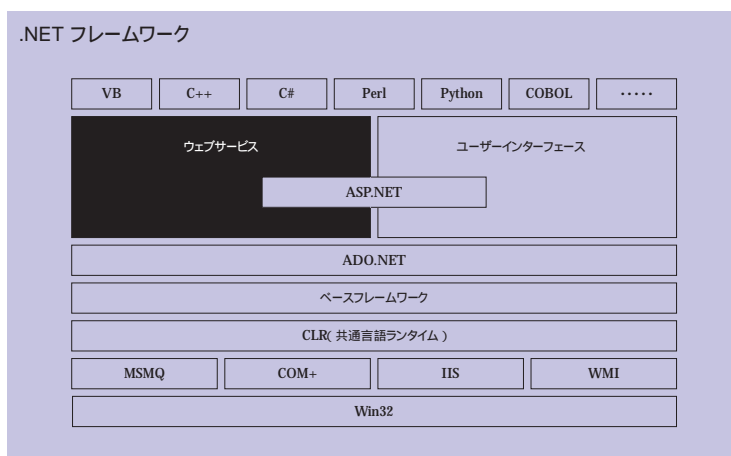 .NET フレームワーク
VB C++ C# Perl Python COBOL ・・・・・
ウェブサービス ユーザーインターフェース
ASP.NET
ADO.NET
ベースフレームワーク
CLR( 共通言語ランタイム )
MSMQ COM+ IIS WMI
Win32